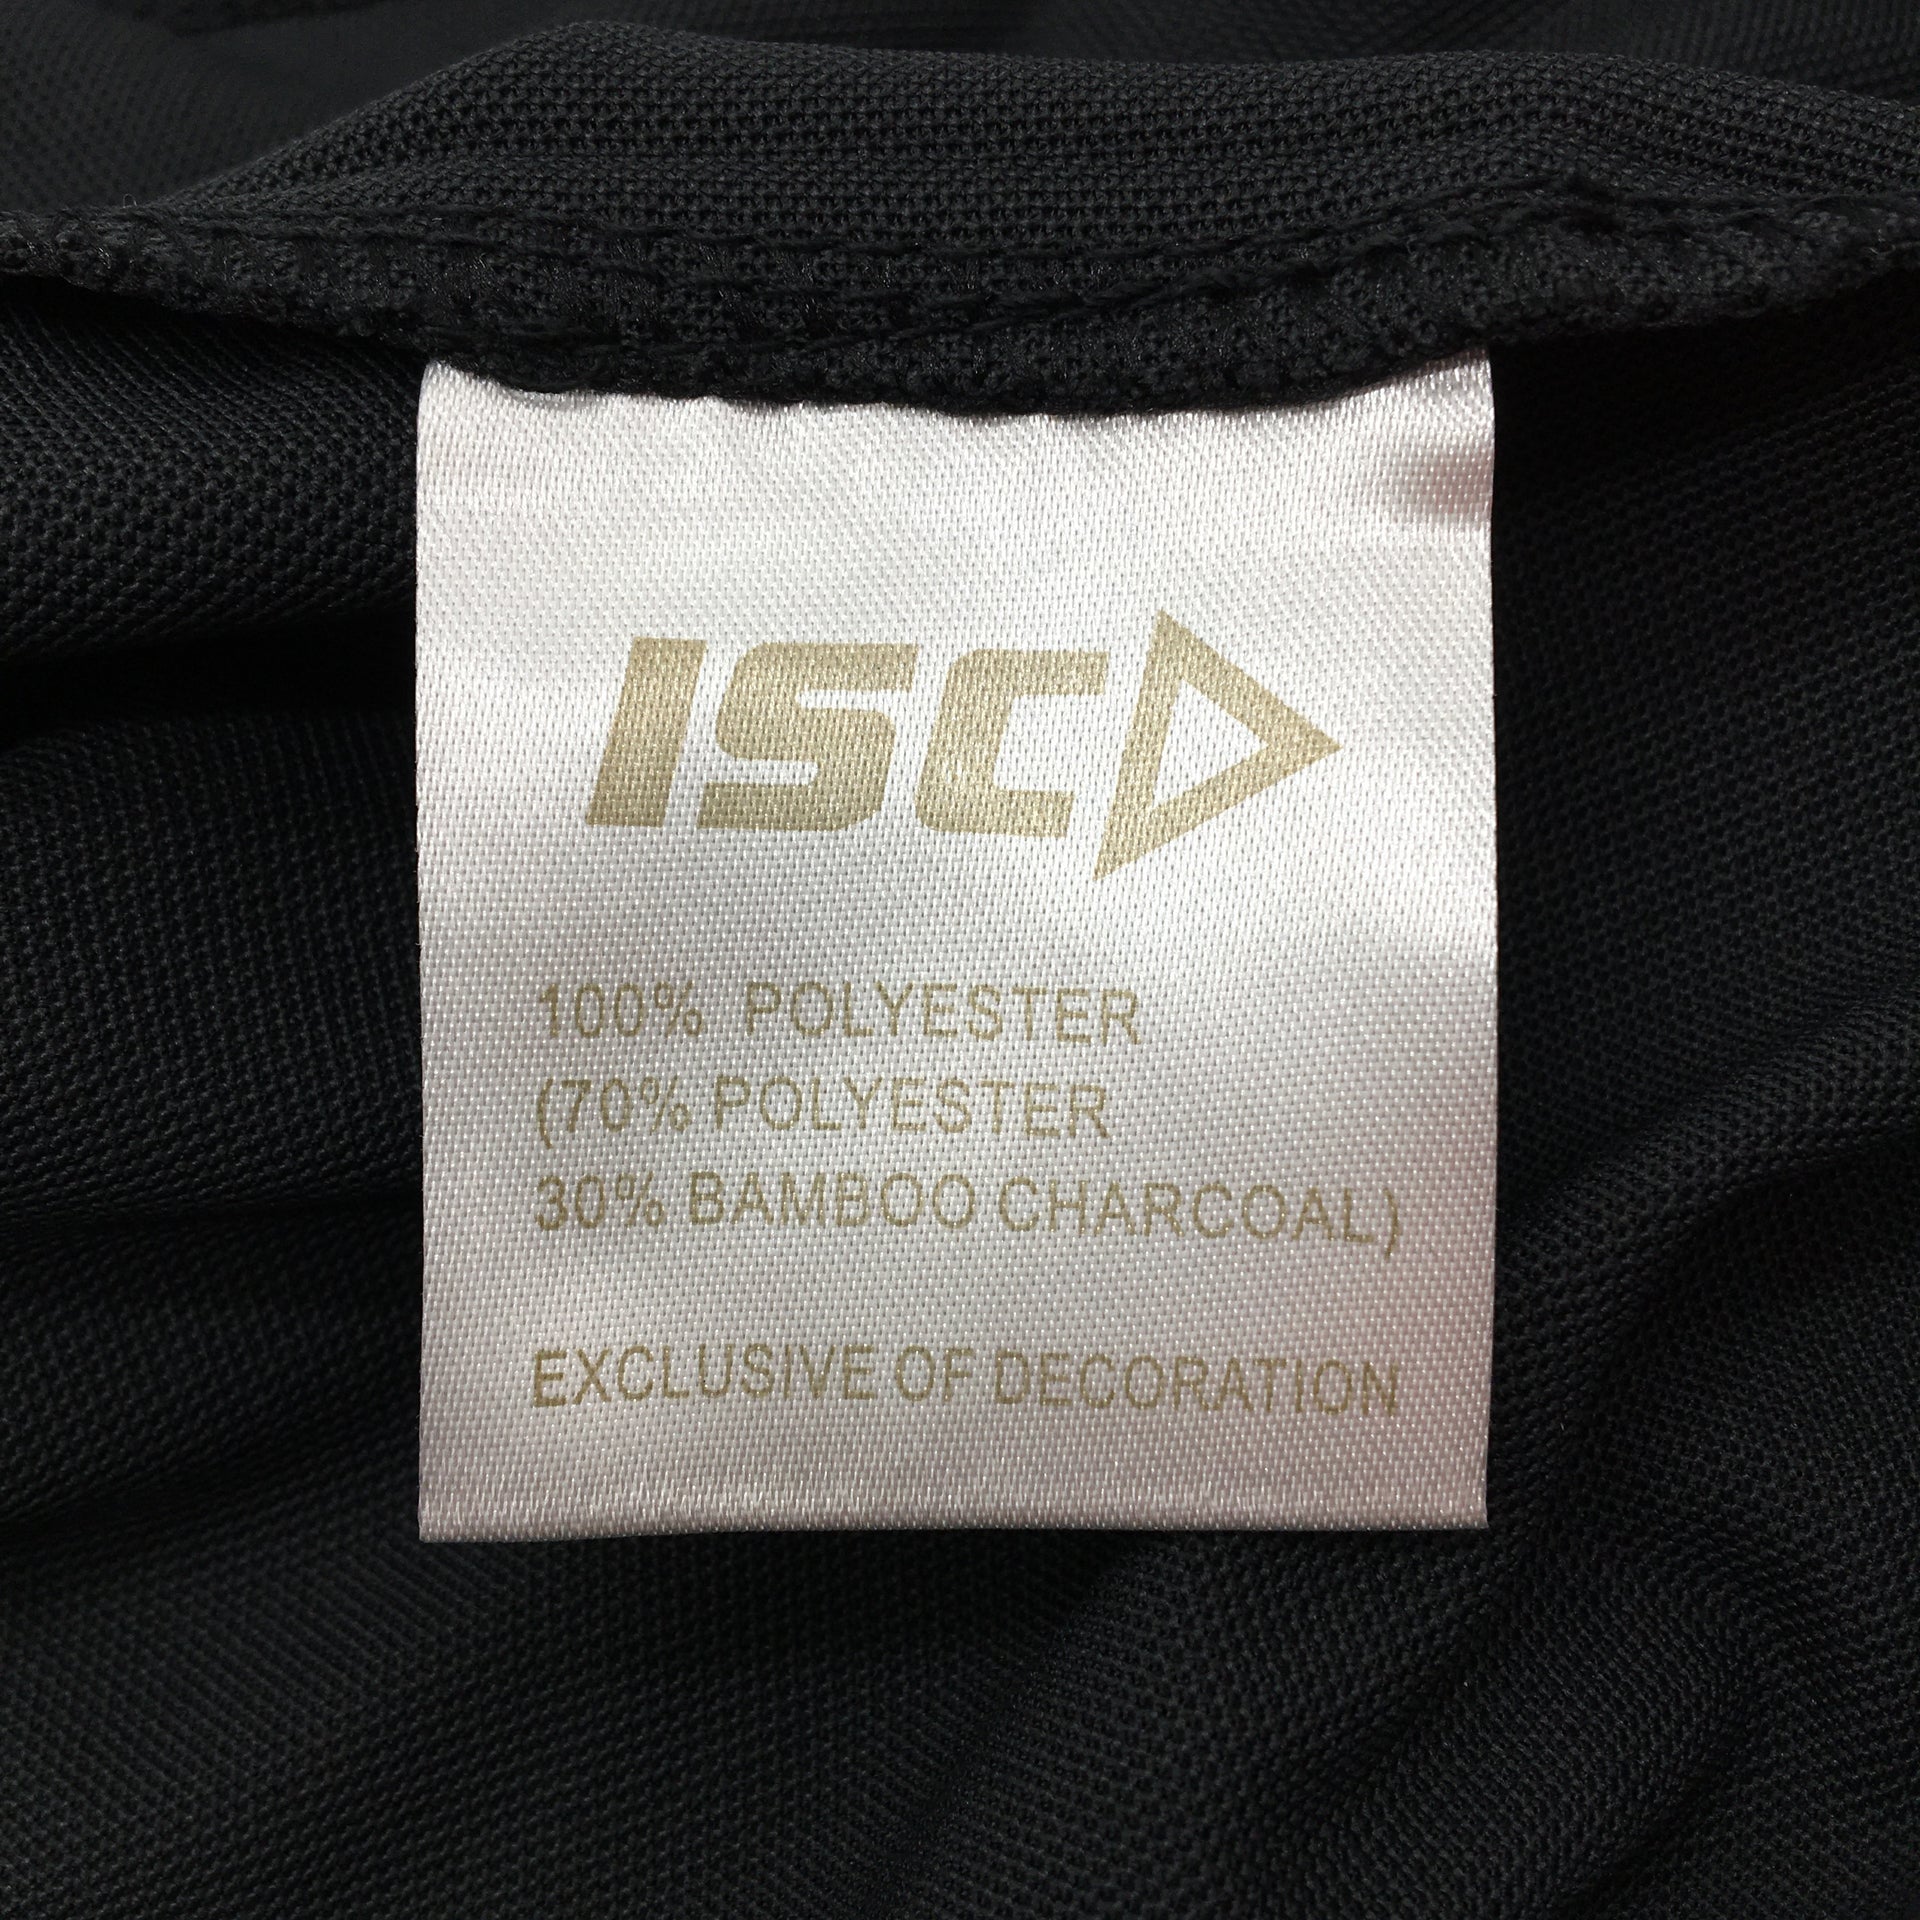 ISC
100% POLYESTER
(70% POLYESTER
30% BAMBOO CHARCOAL)
EXCLUSIVE OF DECORATION